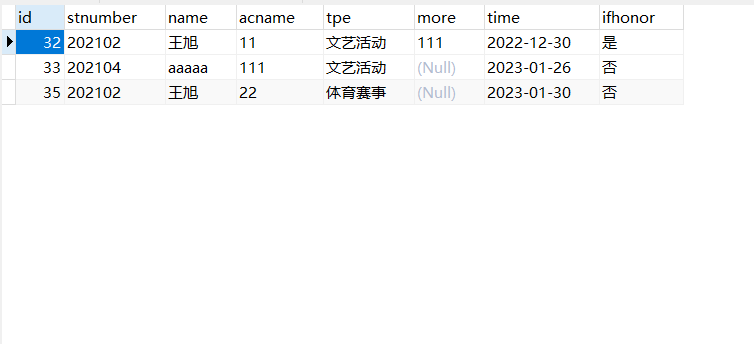 id stnumber name acname tpe more time ifhonor
32 202102 王旭 11 文艺活动 111 2022-12-30 是
33 202104 aaaaa 111 文艺活动 (Null) 2023-01-26 否
35 202102 王旭 22 体育赛事 (Null) 2023-01-30 否